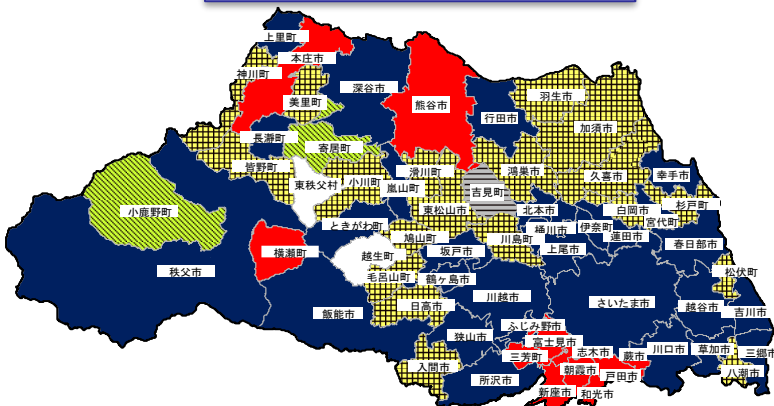 上里町
本庄市
神川町
深谷市
美里町
熊谷市
羽生市
行田市
加須市
長瀞町
寄居町
皆野町
東秩父村
小川町
滑川町
嵐山町
鴻巣市
久喜市
幸手市
吉見町
小鹿野町
東松山市
北本市
白岡市
杉戸町
宮代町
ときがわ町
桶川市
伊奈町
蓮田市
鳩山町
川島町
上尾市
春日部市
横瀬町
越生町
坂戸市
秩父市
毛呂山町
鶴ヶ島市
松伏町
川越市
さいたま市
飯能市
日高市
越谷市
吉川市
ふじみ野市
狭山市
富士見市
三芳町
志木市
蕨市
川口市
草加市
三郷市
入間市
朝霞市
戸田市
八潮市
所沢市
新座市
和光市